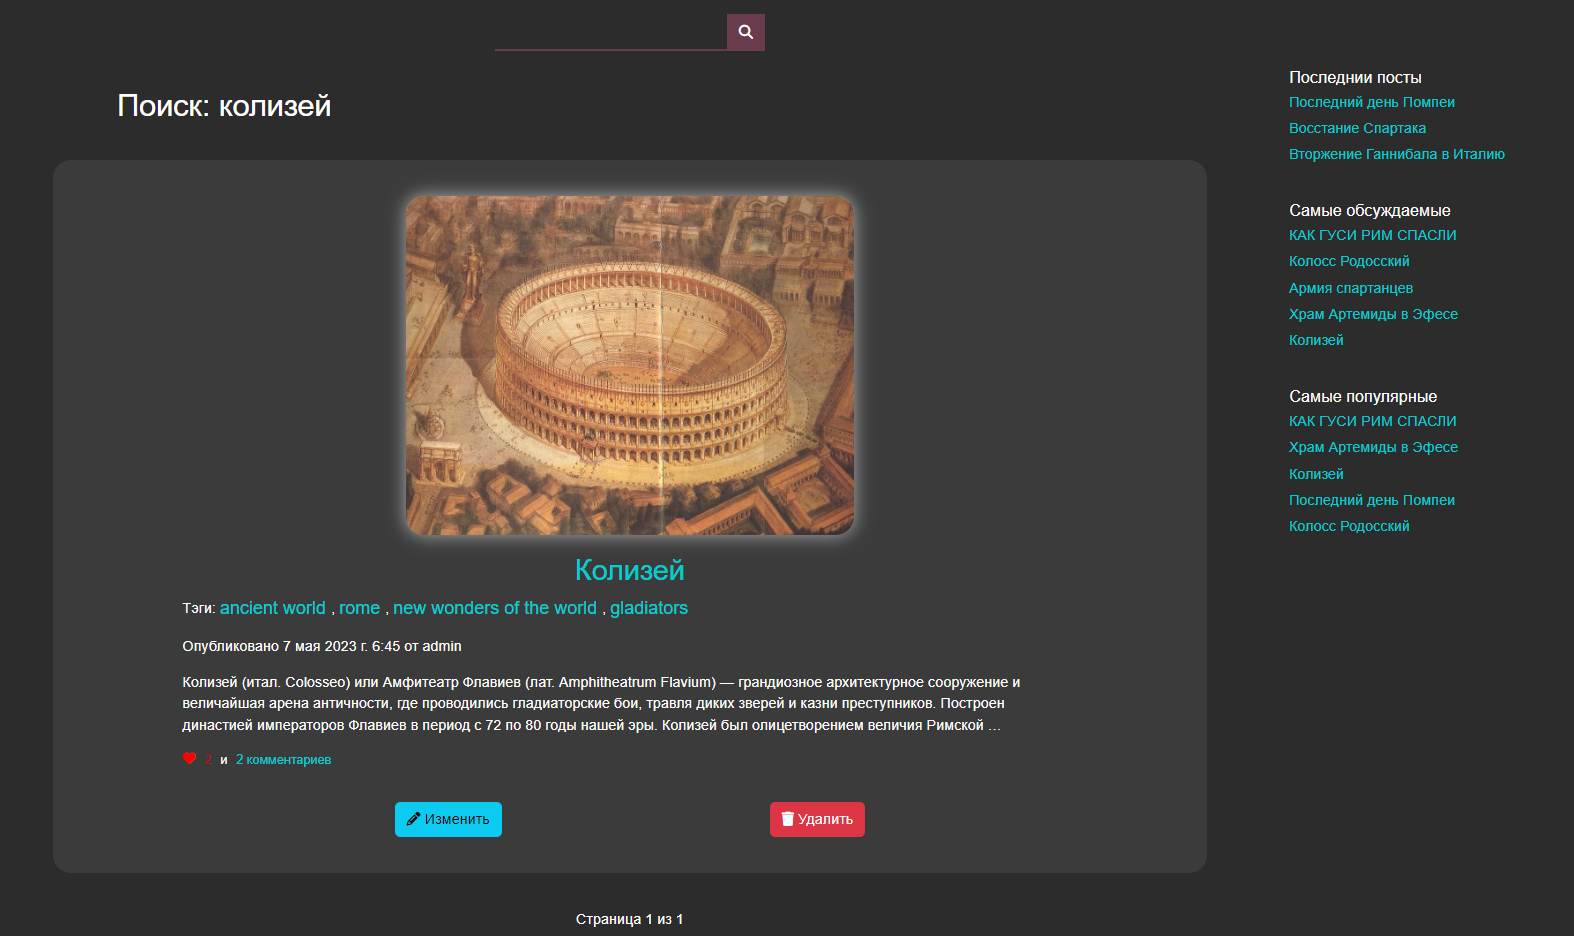 Поиск: колизей
Колизей
Тэги: ancient world , rome , new wonders of the world , gladiators
Опубликовано 7 мая 2023 г. 6:45 от admin
Колизей (итал. Colosseo) или Амфитеатр Флавиев (лат. Amphitheatrum Flavium) — грандиозное архитектурное сооружение и
величайшая арена античности, где проводились гладиаторские бои, травля диких зверей и казни преступников. Построен
династией императоров Флавиев в период с 72 по 80 годы нашей эры. Колизей был олицетворением величия Римской …
2 и 2 комментариев
Изменить
Удалить
Страница 1 из 1
Последнии посты
Последний день Помпеи
Восстание Спартака
Вторжение Ганнибала в Италию
Самые обсуждаемые
КАК ГУСИ РИМ СПАСЛИ
Колосс Родосский
Армия спартанцев
Храм Артемиды в Эфесе
Колизей
Самые популярные
КАК ГУСИ РИМ СПАСЛИ
Храм Артемиды в Эфесе
Колизей
Последний день Помпеи
Колосс Родосский